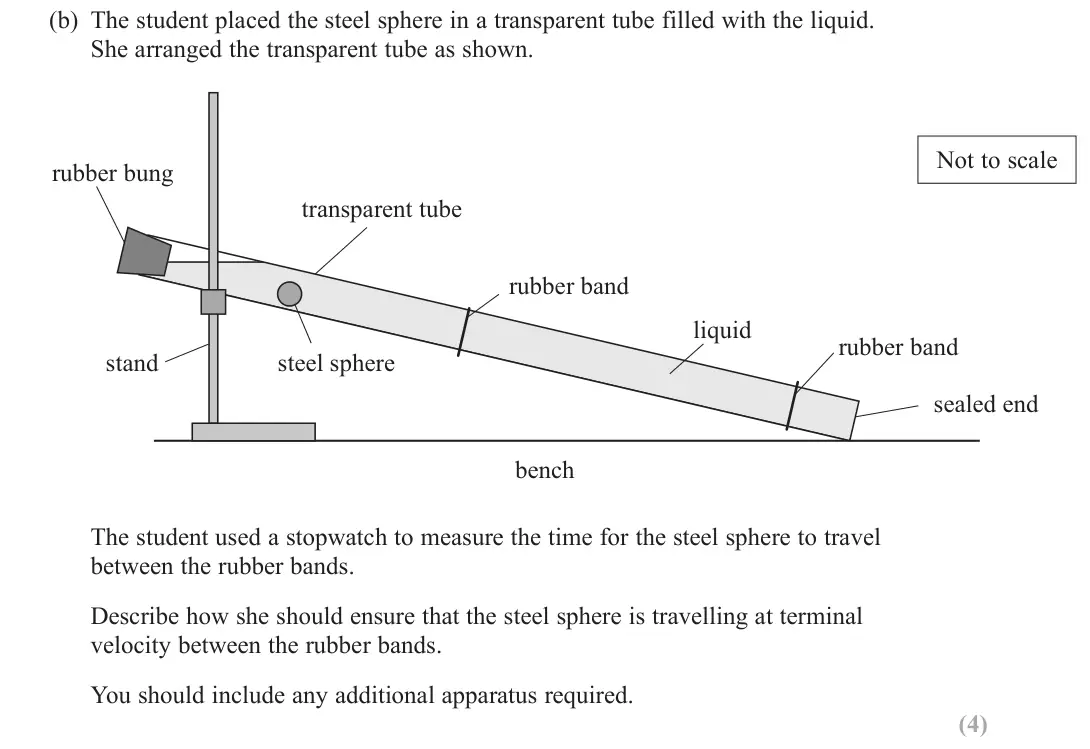 (b) The student placed the steel sphere in a transparent tube filled with the liquid.
She arranged the transparent tube as shown.
Not to scale
rubber bung
transparent tube
rubber band
liquid
rubber band
stand
steel sphere
sealed end
bench
The student used a stopwatch to measure the time for the steel sphere to travel
between the rubber bands.
Describe how she should ensure that the steel sphere is travelling at terminal
velocity between the rubber bands.
You should include any additional apparatus required.
(4)